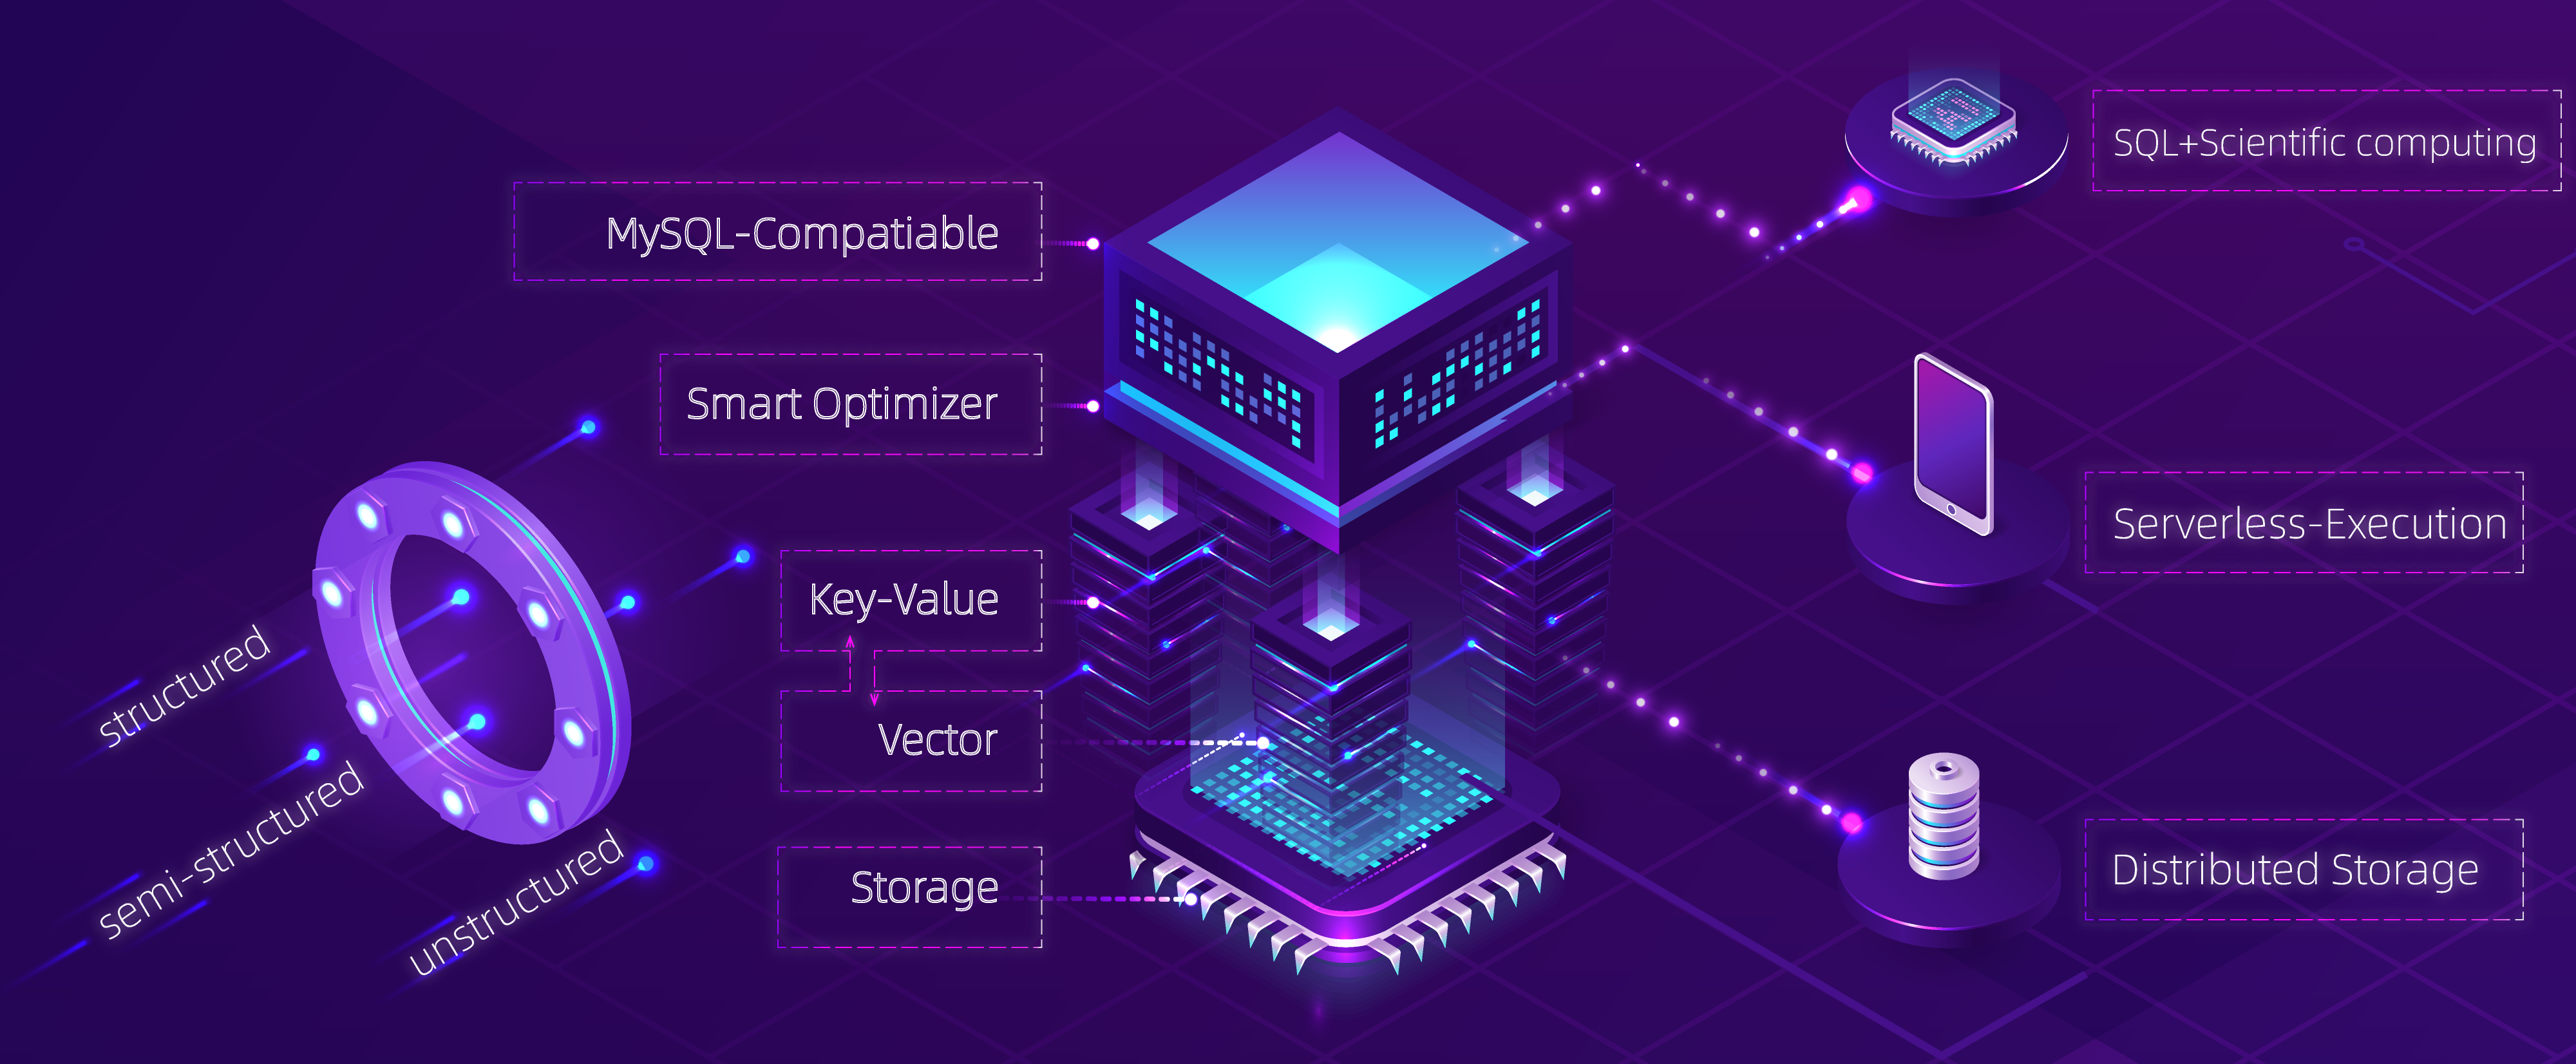 MySQL-Compatiable
Smart Optimizer
Key-Value
Vector
Storage
structured
semi-structured
unstructured
SQL+Scientific computing
Serverless-Execution
Distributed Storage